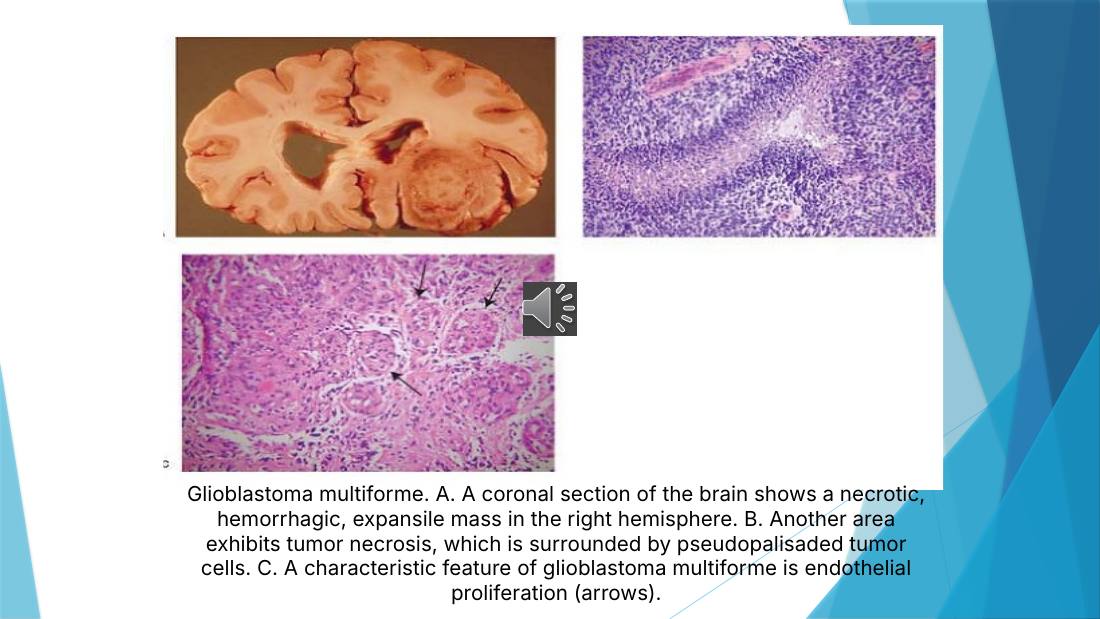 c
Glioblastoma multiforme. A. A coronal section of the brain shows a necrotic,
hemorrhagic, expansile mass in the right hemisphere. B. Another area
exhibits tumor necrosis, which is surrounded by pseudopalisaded tumor
cells. C. A characteristic feature of glioblastoma multiforme is endothelial
proliferation (arrows).